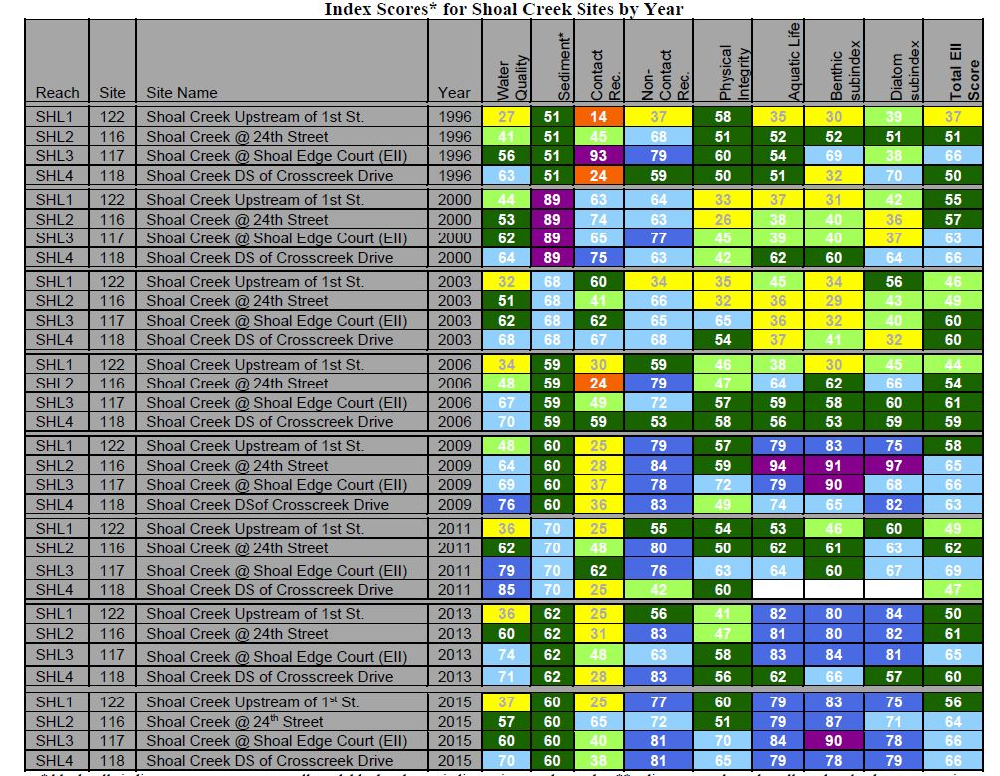 Index Scores* for Shoal Creek Sites by Year
Reach Site Site Name Year Water Quality Sediment* Contact Rec. Non-Contact Rec. Physical Integrity Aquatic Life Benthic subindex Diatom subindex Total EII Score
SHL1 122 Shoal Creek Upstream of 1st St. 1996 27 51 14 37 58 35 30 39 37
SHL2 116 Shoal Creek @ 24th Street 1996 41 51 45 68 51 52 52 51 51
SHL3 117 Shoal Creek @ Shoal Edge Court (EII) 1996 56 51 93 79 60 54 69 38 66
SHL4 118 Shoal Creek DS of Crosscreek Drive 1996 63 51 24 59 50 51 32 70 50
SHL1 122 Shoal Creek Upstream of 1st St. 2000 44 89 63 64 33 37 31 42 55
SHL2 116 Shoal Creek @ 24th Street 2000 53 89 74 63 26 38 40 36 57
SHL3 117 Shoal Creek @ Shoal Edge Court (EII) 2000 62 89 65 77 45 39 40 37 63
SHL4 118 Shoal Creek DS of Crosscreek Drive 2000 64 89 75 63 42 62 60 64 66
SHL1 122 Shoal Creek Upstream of 1st St. 2003 32 68 60 34 35 45 34 56 46
SHL2 116 Shoal Creek @ 24th Street 2003 51 68 41 66 32 36 29 43 49
SHL3 117 Shoal Creek @ Shoal Edge Court (EII) 2003 62 68 62 65 65 36 32 40 60
SHL4 118 Shoal Creek DS of Crosscreek Drive 2003 68 68 67 68 54 37 41 32 60
SHL1 122 Shoal Creek Upstream of 1st St. 2006 34 59 30 59 46 38 30 45 44
SHL2 116 Shoal Creek @ 24th Street 2006 48 59 24 79 47 64 62 66 54
SHL3 117 Shoal Creek @ Shoal Edge Court (EII) 2006 67 59 49 72 57 59 58 60 61
SHL4 118 Shoal Creek DS of Crosscreek Drive 2006 70 59 59 53 58 56 53 59 59
SHL1 122 Shoal Creek Upstream of 1st St. 2009 48 60 25 79 57 79 83 75 58
SHL2 116 Shoal Creek @ 24th Street 2009 64 60 28 84 59 94 91 97 65
SHL3 117 Shoal Creek @ Shoal Edge Court (EII) 2009 69 60 37 78 72 79 90 68 66
SHL4 118 Shoal Creek DSof Crosscreek Drive 2009 76 60 36 83 49 74 65 82 63
SHL1 122 Shoal Creek Upstream of 1st St. 2011 36 70 25 55 54 53 46 60 49
SHL2 116 Shoal Creek @ 24th Street 2011 62 70 48 80 50 62 61 63 62
SHL3 117 Shoal Creek @ Shoal Edge Court (EII) 2011 79 70 62 76 63 64 60 67 69
SHL4 118 Shoal Creek DS of Crosscreek Drive 2011 85 70 25 42 60 47
SHL1 122 Shoal Creek Upstream of 1st St. 2013 36 62 25 56 41 82 80 84 50
SHL2 116 Shoal Creek @ 24th Street 2013 60 62 31 83 47 81 80 82 61
SHL3 117 Shoal Creek @ Shoal Edge Court (EII) 2013 74 62 48 63 58 83 84 81 65
SHL4 118 Shoal Creek DS of Crosscreek Drive 2013 71 62 28 83 56 62 66 57 60
SHL1 122 Shoal Creek Upstream of 1st St. 2015 37 60 25 77 60 79 83 75 56
SHL2 116 Shoal Creek @ 24th Street 2015 57 60 65 72 51 79 87 71 64
SHL3 117 Shoal Creek @ Shoal Edge Court (EII) 2015 60 60 40 81 70 84 90 78 66
SHL4 118 Shoal Creek DS of Crosscreek Drive 2015 70 60 38 81 65 79 78 79 66